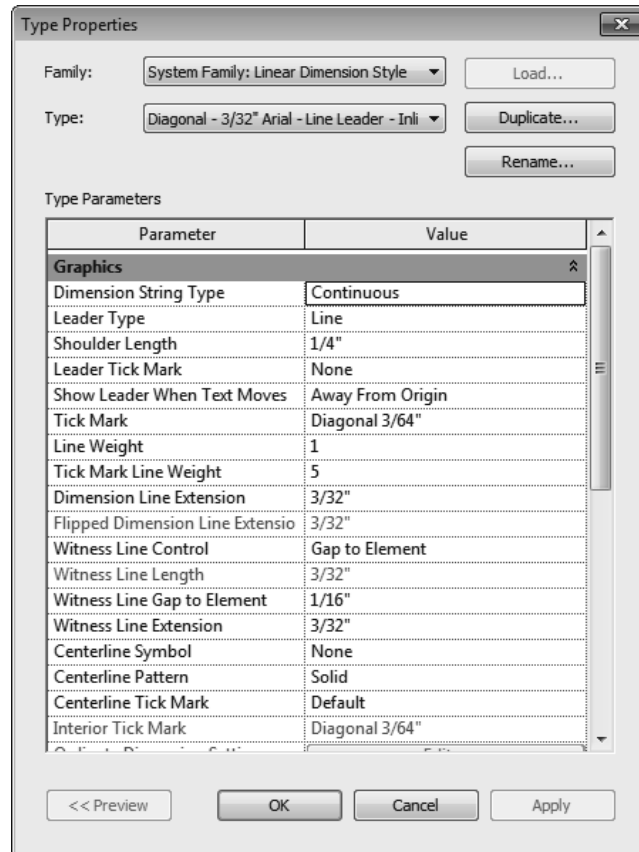 Type Properties
Family: System Family: Linear Dimension Style Load...
Type: Diagonal - 3/32" Arial - Line Leader - Inli Duplicate...
Rename...
Type Parameters
Parameter Value
Graphics
Dimension String Type Continuous
Leader Type Line
Shoulder Length 1/4"
Leader Tick Mark None
Show Leader When Text Moves Away From Origin
Tick Mark Diagonal 3/64"
Line Weight 1
Tick Mark Line Weight 5
Dimension Line Extension 3/32"
Flipped Dimension Line Extensio 3/32"
Witness Line Control Gap to Element
Witness Line Length 3/32"
Witness Line Gap to Element 1/16"
Witness Line Extension 3/32"
Centerline Symbol None
Centerline Pattern Solid
Centerline Tick Mark Default
Interior Tick Mark Diagonal 3/64"
<< Preview OK Cancel Apply